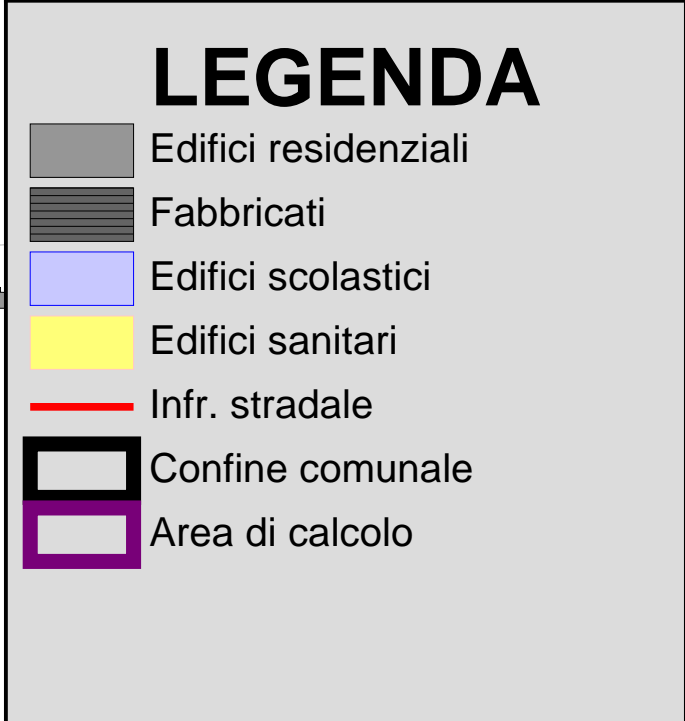 LEGENDA
Edifici residenziali
Fabbricati
Edifici scolastici
Edifici sanitari
Infr. stradale
Confine comunale
Area di calcolo